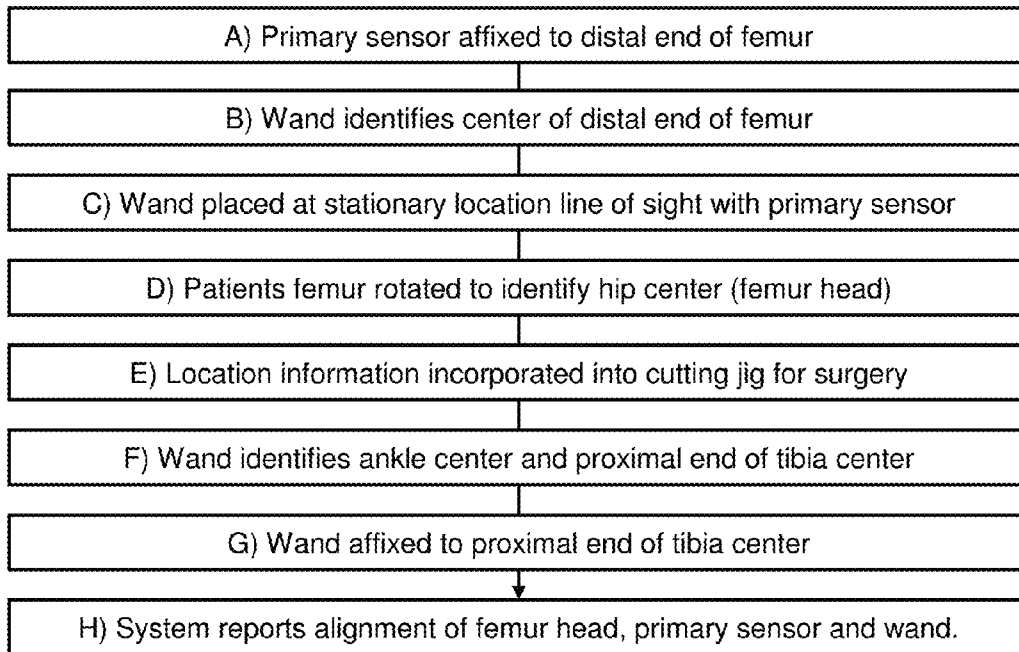 A) Primary sensor affixed to distal end of femur
B) Wand identifies center of distal end of femur
C) Wand placed at stationary location line of sight with primary sensor
D) Patients femur rotated to identify hip center (femur head)
E) Location information incorporated into cutting jig for surgery
F) Wand identifies ankle center and proximal end of tibia center
G) Wand affixed to proximal end of tibia center
H) System reports alignment of femur head, primary sensor and wand.